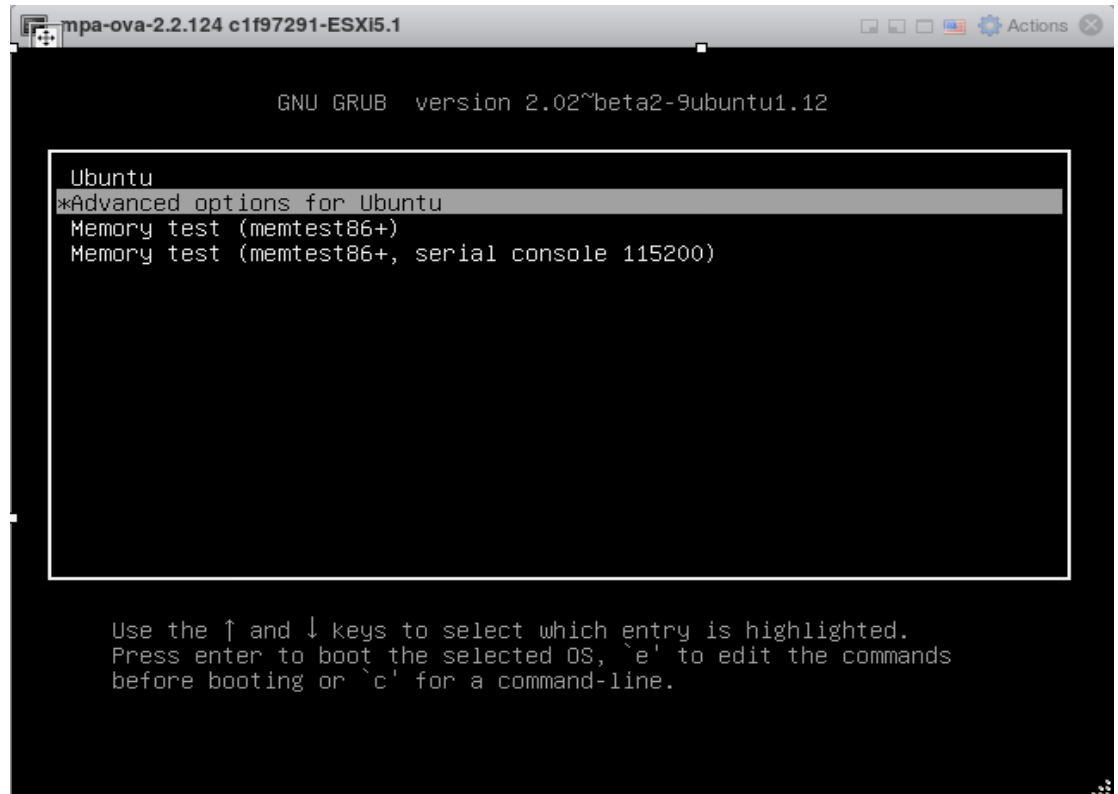 mpa-ova-2.2.124 c1f97291-ESXi5.1 Actions
GNU GRUB version 2.02~beta2-9ubuntu1.12
Ubuntu
*Advanced options for Ubuntu
Memory test (memtest86+)
Memory test (memtest86+, serial console 115200)
Use the ↑ and ↓ keys to select which entry is highlighted.
Press enter to boot the selected OS, `e' to edit the commands
before booting or `c' for a command-line.